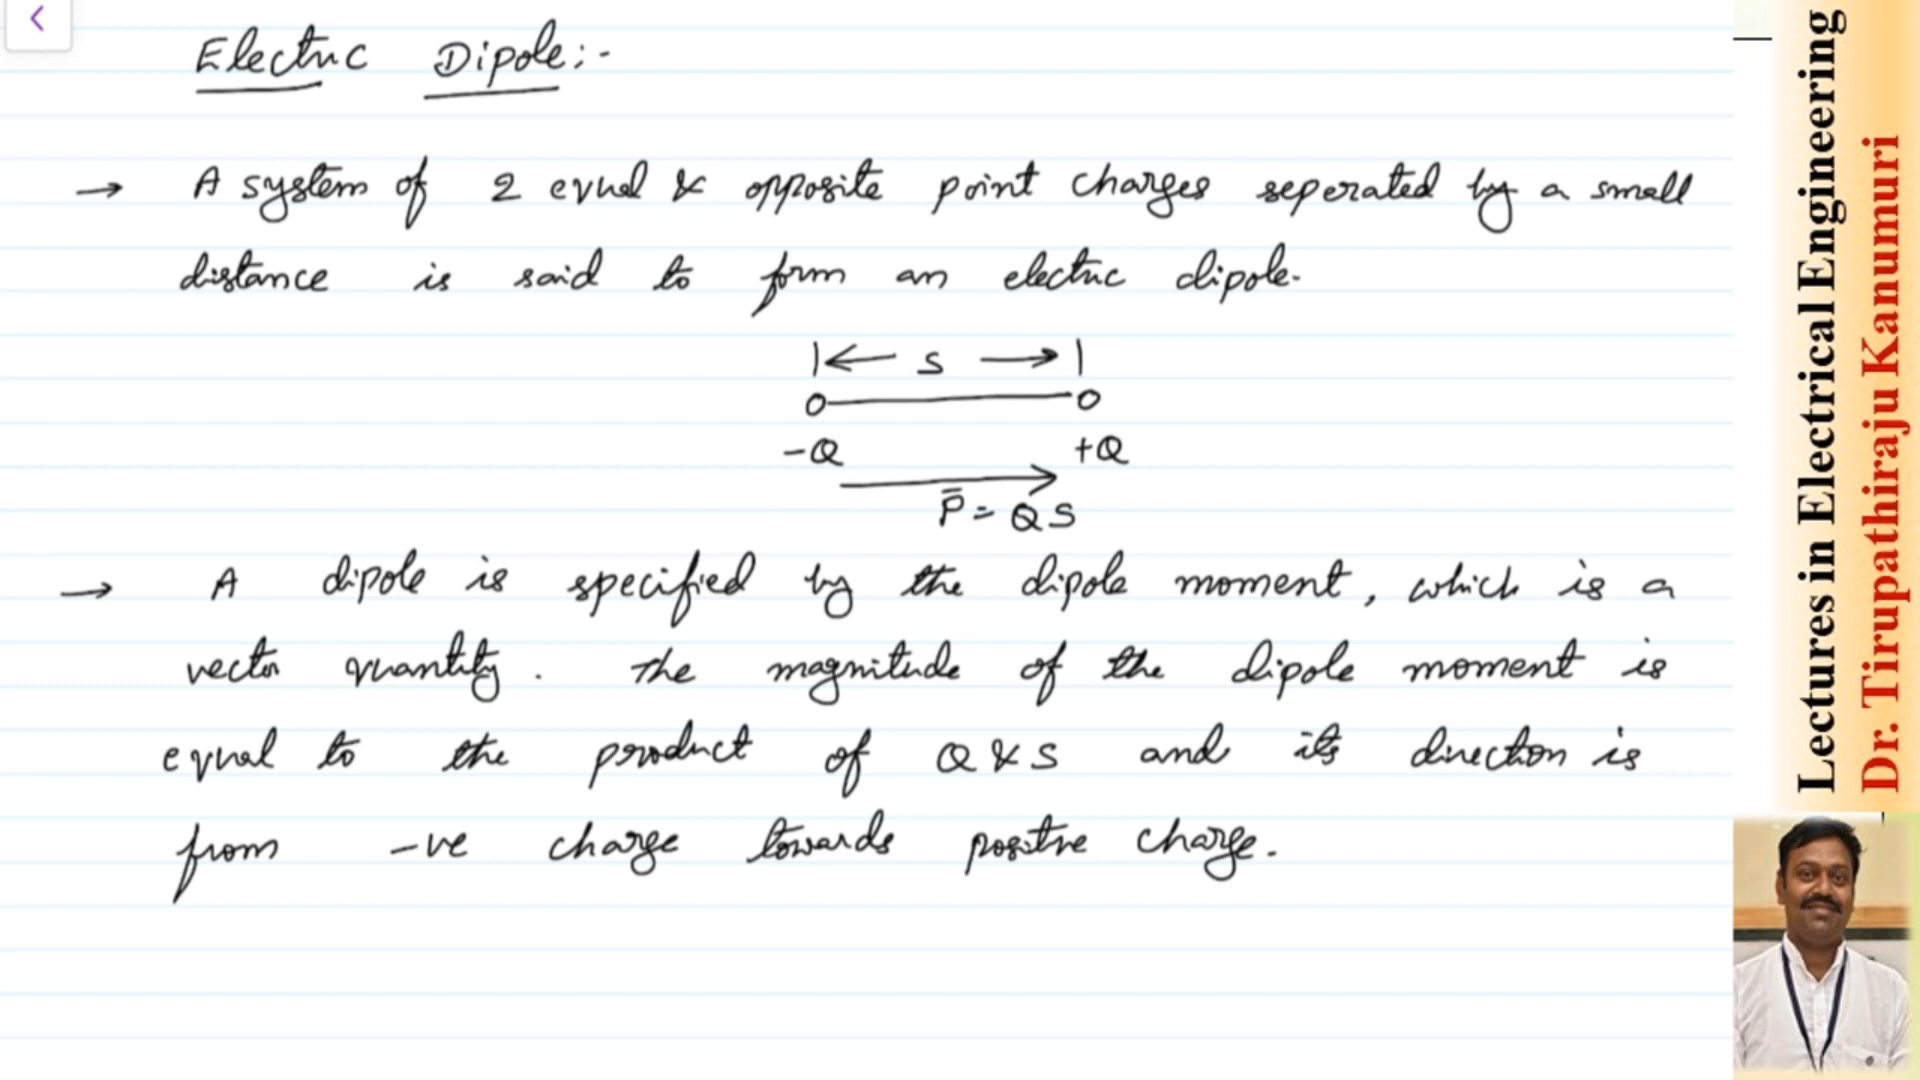 Electric Dipole:-
→ A system of 2 equal & opposite point charges seperated by a small
distance is said to form an electric dipole.
|← S →|
-Q +Q
P̅ = QS
→ A dipole is specified by the dipole moment, which is a
vector quantity. The magnitude of the dipole moment is
equal to the product of Q & S and its direction is
from -ve charge towards positive charge.
Lectures in Electrical Engineering
Dr. Tirupathiraju Kanumuri